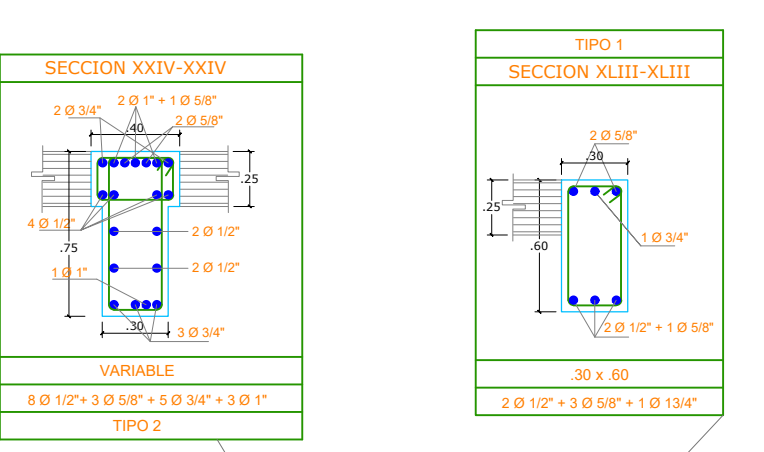 SECCION XXIV-XXIV
2 Ø 1" + 1 Ø 5/8"
2 Ø 3/4"
2 Ø 5/8"
.40
.25
4 Ø 1/2"
2 Ø 1/2"
.75
2 Ø 1/2"
1 Ø 1"
.30
3 Ø 3/4"
VARIABLE
8 Ø 1/2"+ 3 Ø 5/8" + 5 Ø 3/4" + 3 Ø 1"
TIPO 2
TIPO 1
SECCION XLIII-XLIII
2 Ø 5/8"
.30
.25
1 Ø 3/4"
.60
2 Ø 1/2" + 1 Ø 5/8"
.30 x .60
2 Ø 1/2" + 3 Ø 5/8" + 1 Ø 13/4"